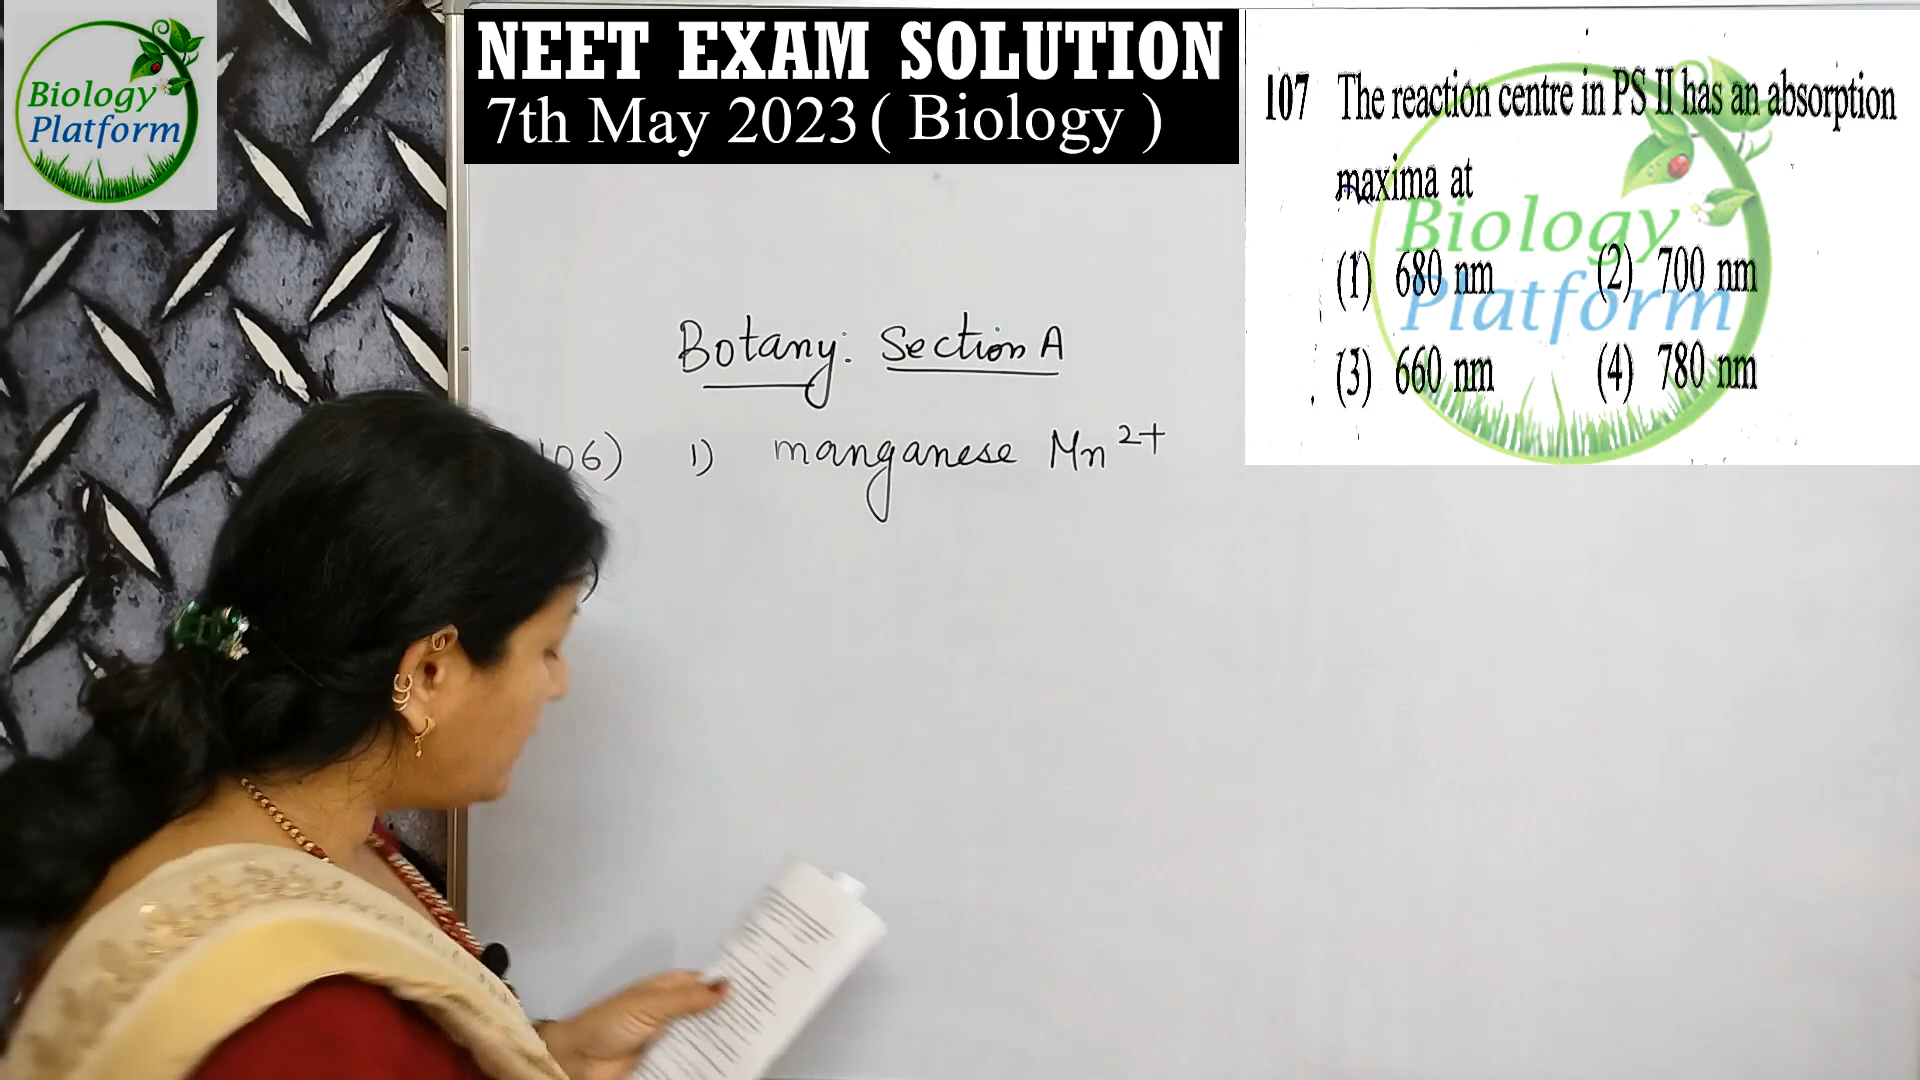 Biology
Platform
NEET EXAM SOLUTION
7th May 2023 ( Biology )
107 The reaction centre in PS II has an absorption
maxima at
(1) 680 nm (2) 700 nm
(3) 660 nm (4) 780 nm
Biology
Platform
Botany: Section A
106) 1) manganese Mn2+
)